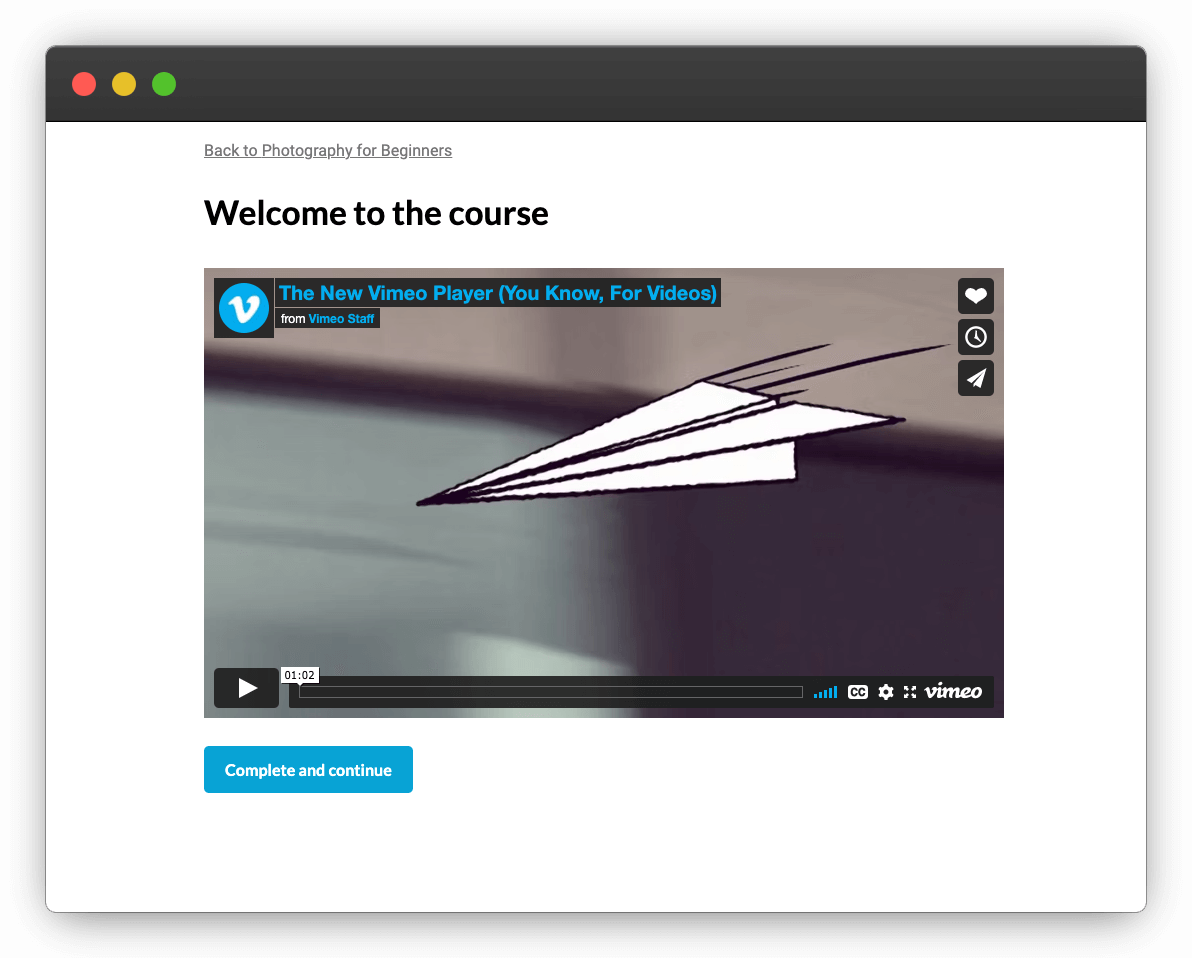 Back to Photography for Beginners
Welcome to the course
The New Vimeo Player (You Know, For Videos)
from Vimeo Staff
01:02
CC
vimeo
Complete and continue